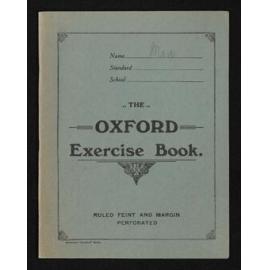 Name
Standard
School
THE
OXFORD
Exercise Book.
RULED FEINT AND MARGIN
PERFORATED